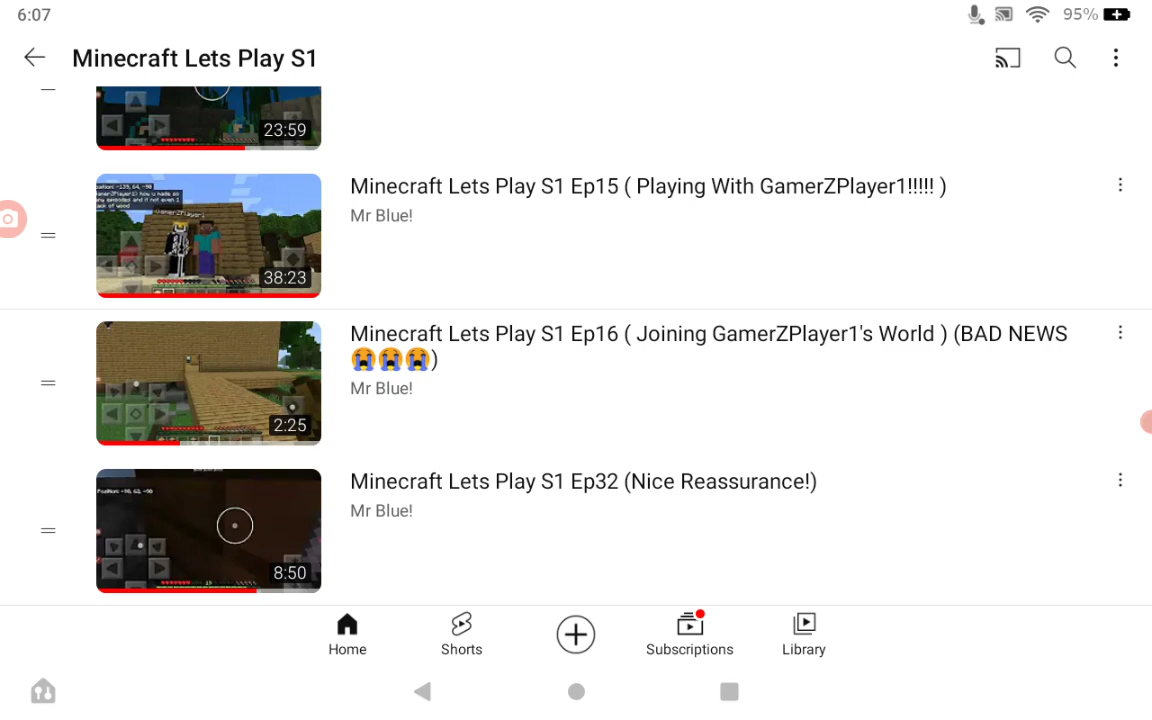 6:07
95%
Minecraft Lets Play S1
23:59
Minecraft Lets Play S1 Ep15 ( Playing With GamerZPlayer1!!!!! )
Mr Blue!
38:23
Minecraft Lets Play S1 Ep16 ( Joining GamerZPlayer1's World ) (BAD NEWS
😭😭😭)
Mr Blue!
2:25
Minecraft Lets Play S1 Ep32 (Nice Reassurance!)
Mr Blue!
8:50
Home
Shorts
Subscriptions
Library